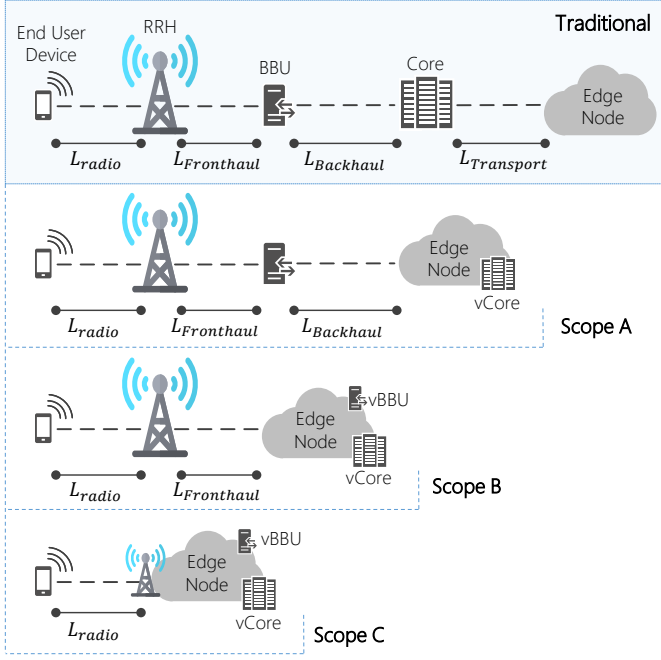 Traditional
End User
Device
RRH
BBU
Core
Edge
Node
L_radio
L_Fronthaul
L_Backhaul
L_Transport
Edge
Node
vCore
L_radio
L_Fronthaul
L_Backhaul
Scope A
vBBU
Edge
Node
vCore
L_radio
L_Fronthaul
Scope B
vBBU
Edge
Node
vCore
L_radio
Scope C